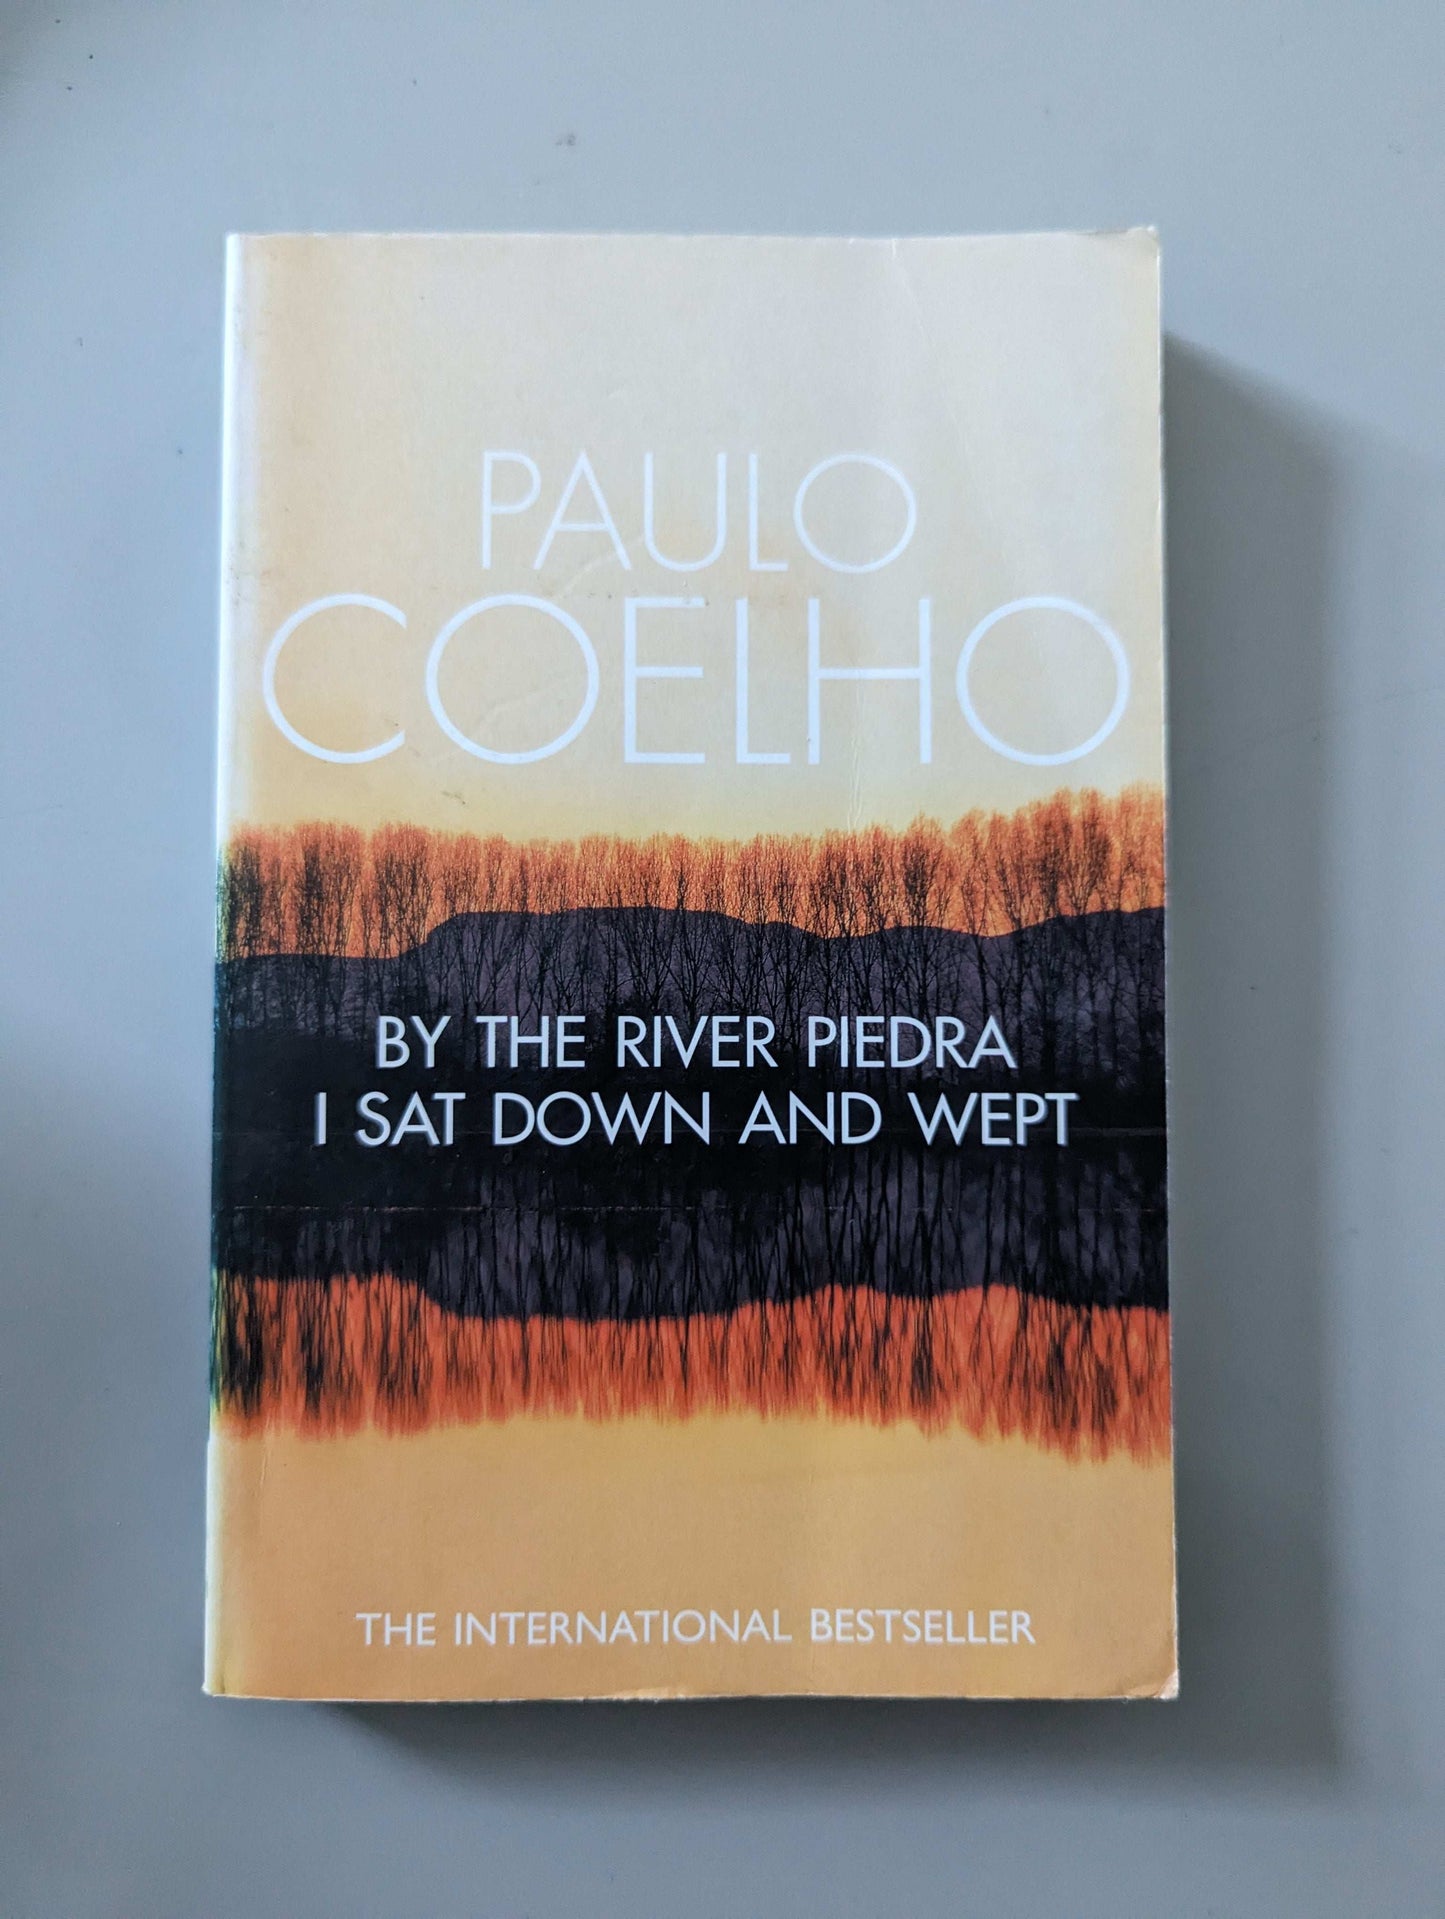 PAULO
COELHO
BY THE RIVER PIEDRA
I SAT DOWN AND WEPT
THE INTERNATIONAL BESTSELLER